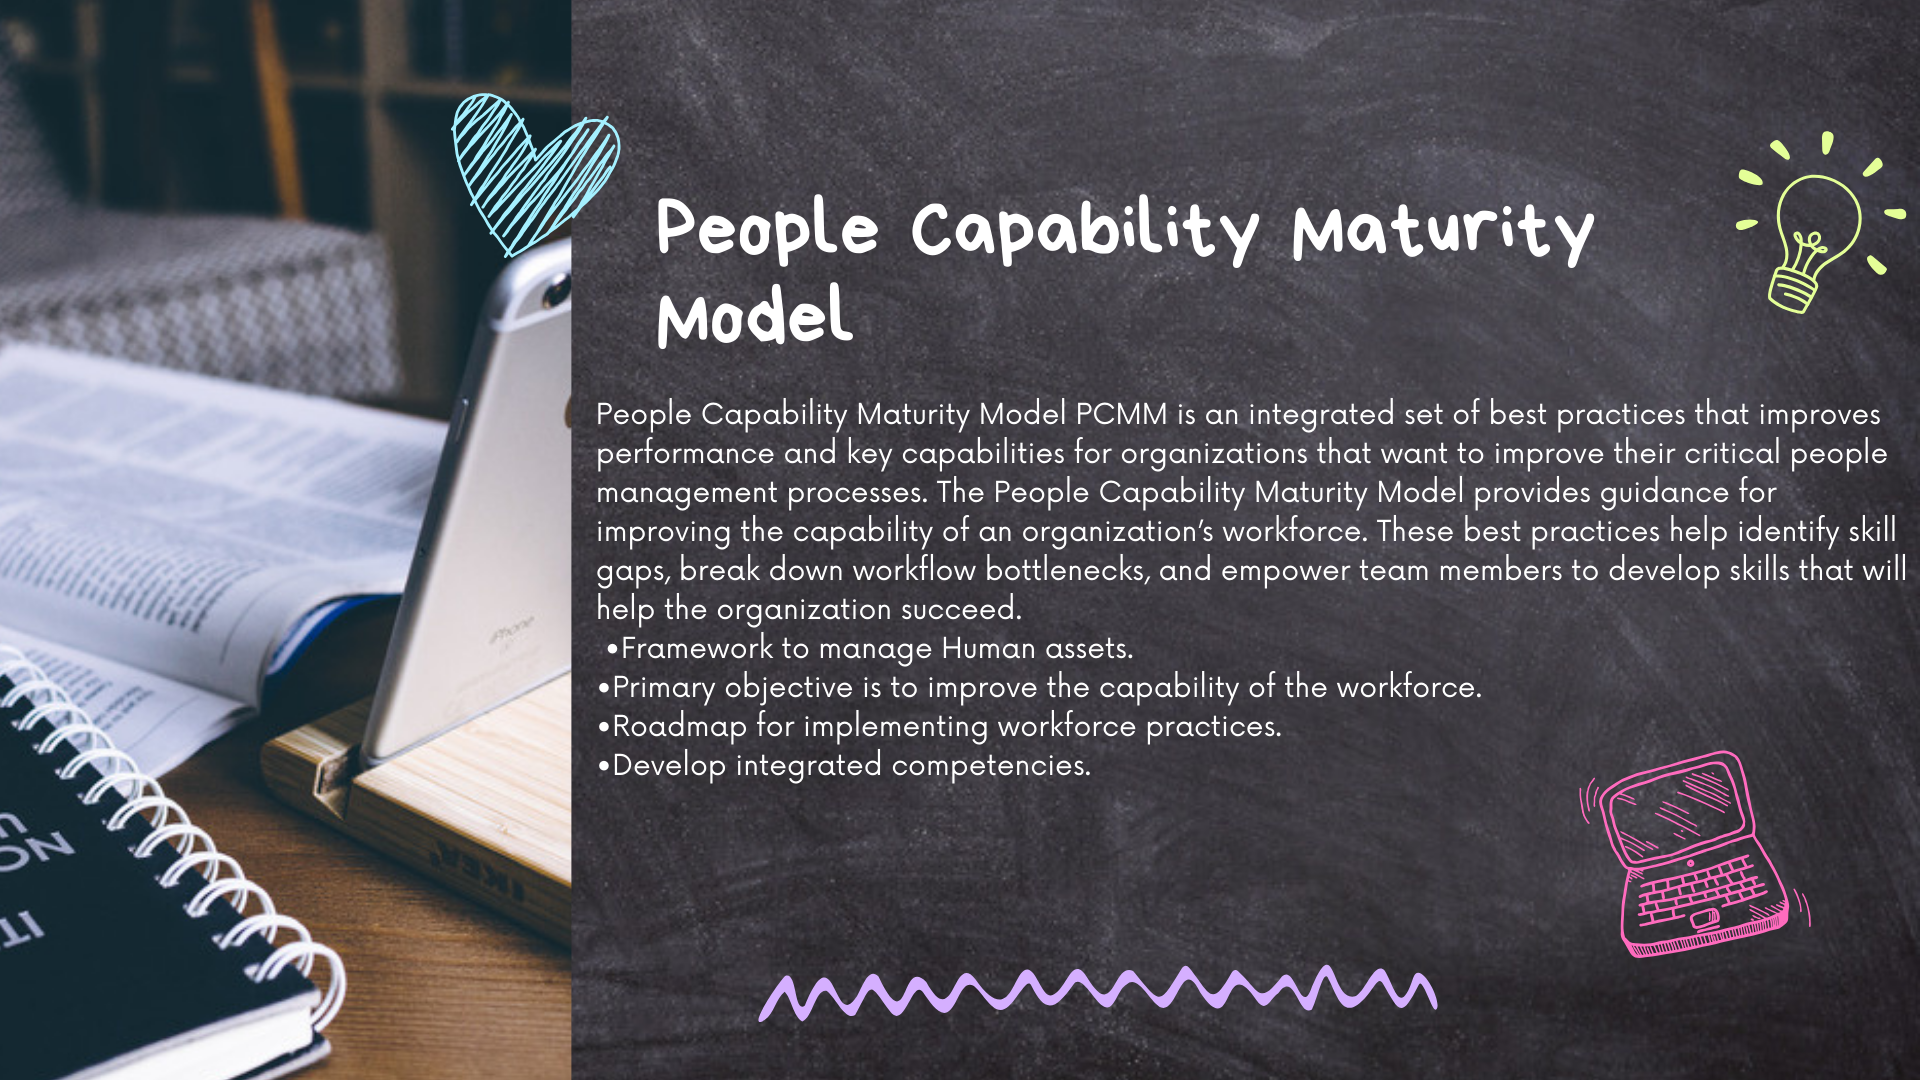 People Capability Maturity
Model
People Capability Maturity Model PCMM is an integrated set of best practices that improves
performance and key capabilities for organizations that want to improve their critical people
management processes. The People Capability Maturity Model provides guidance for
improving the capability of an organization’s workforce. These best practices help identify skill
gaps, break down workflow bottlenecks, and empower team members to develop skills that will
help the organization succeed.
•Framework to manage Human assets.
•Primary objective is to improve the capability of the workforce.
•Roadmap for implementing workforce practices.
•Develop integrated competencies.
iPhone
IKEA